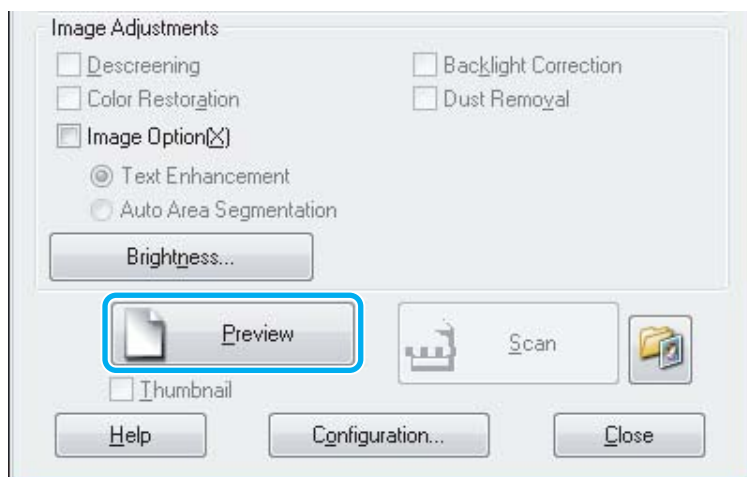 Image Adjustments
Descreening Backlight Correction
Color Restoration Dust Removal
Image Option(X)
Text Enhancement
Auto Area Segmentation
Brightness...
Preview Scan
Thumbnail
Help Configuration... Close